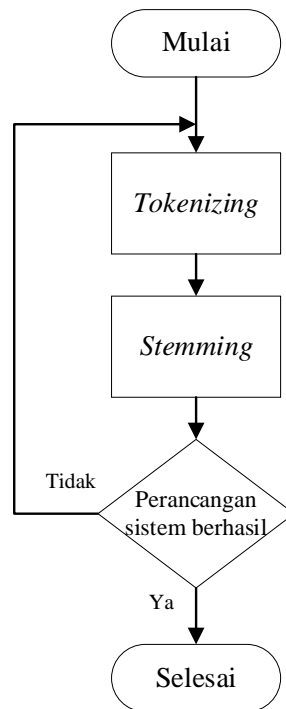 Mulai
Tokenizing
Stemming
Tidak
Perancangan
sistem berhasil
Ya
Selesai